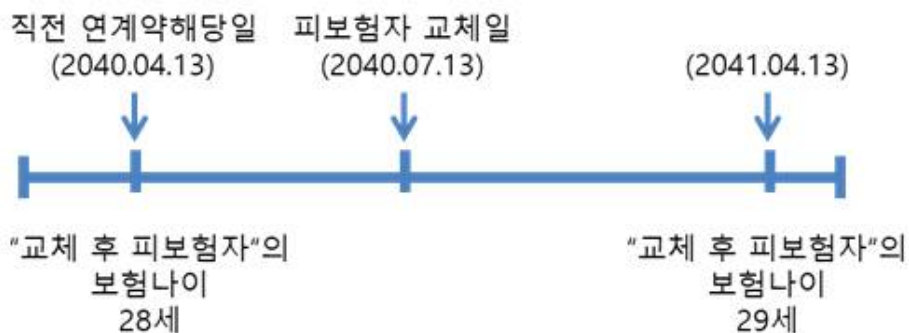 직전 연계약해당일 피보험자 교체일
(2040.04.13) (2040.07.13) (2041.04.13)
"교체 후 피보험자"의 "교체 후 피보험자"의
보험나이 보험나이
28세 29세